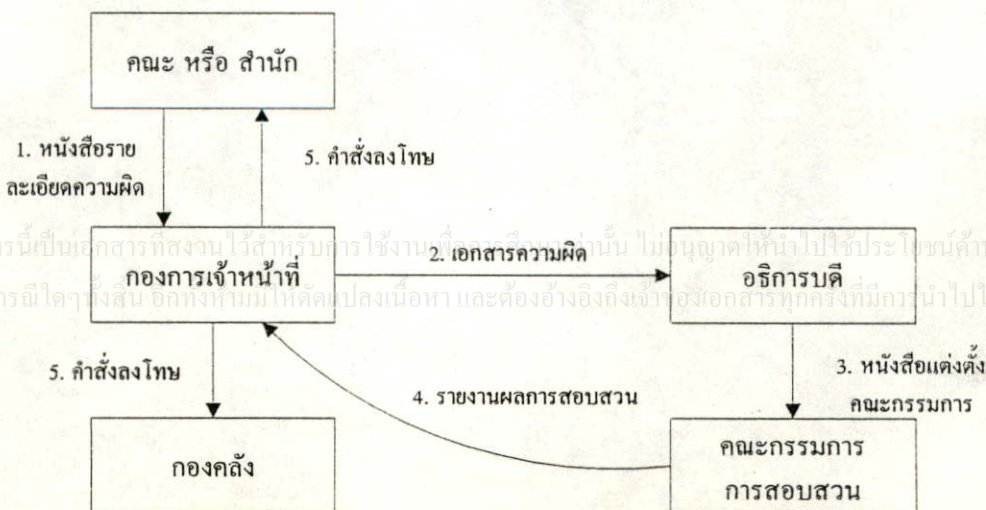 คณะ หรือ สำนัก
1. หนังสือราย
ละเอียดความผิด
5. คำสั่งลงโทษ
กองการเจ้าหน้าที่
2. เอกสารความผิด
อธิการบดี
5. คำสั่งลงโทษ
4. รายงานผลการสอบสวน
3. หนังสือแต่งตั้ง
คณะกรรมการ
กองคลัง
คณะกรรมการ
การสอบสวน